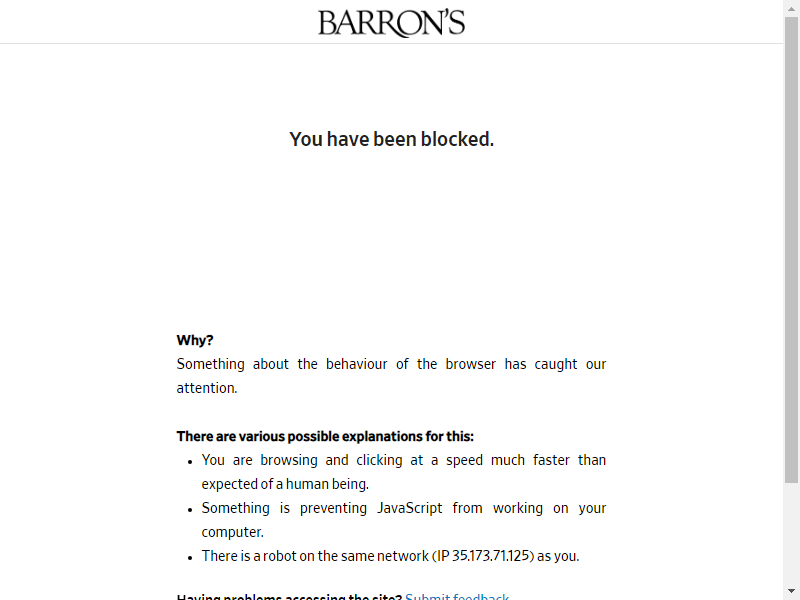 BARRON'S
You have been blocked.
Why?
Something about the behaviour of the browser has caught our
attention.
There are various possible explanations for this:
You are browsing and clicking at a speed much faster than
expected of a human being.
Something is preventing JavaScript from working on your
computer.
There is a robot on the same network (IP 35.173.71.125) as you.
Having problems accessing the site? Submit feedback